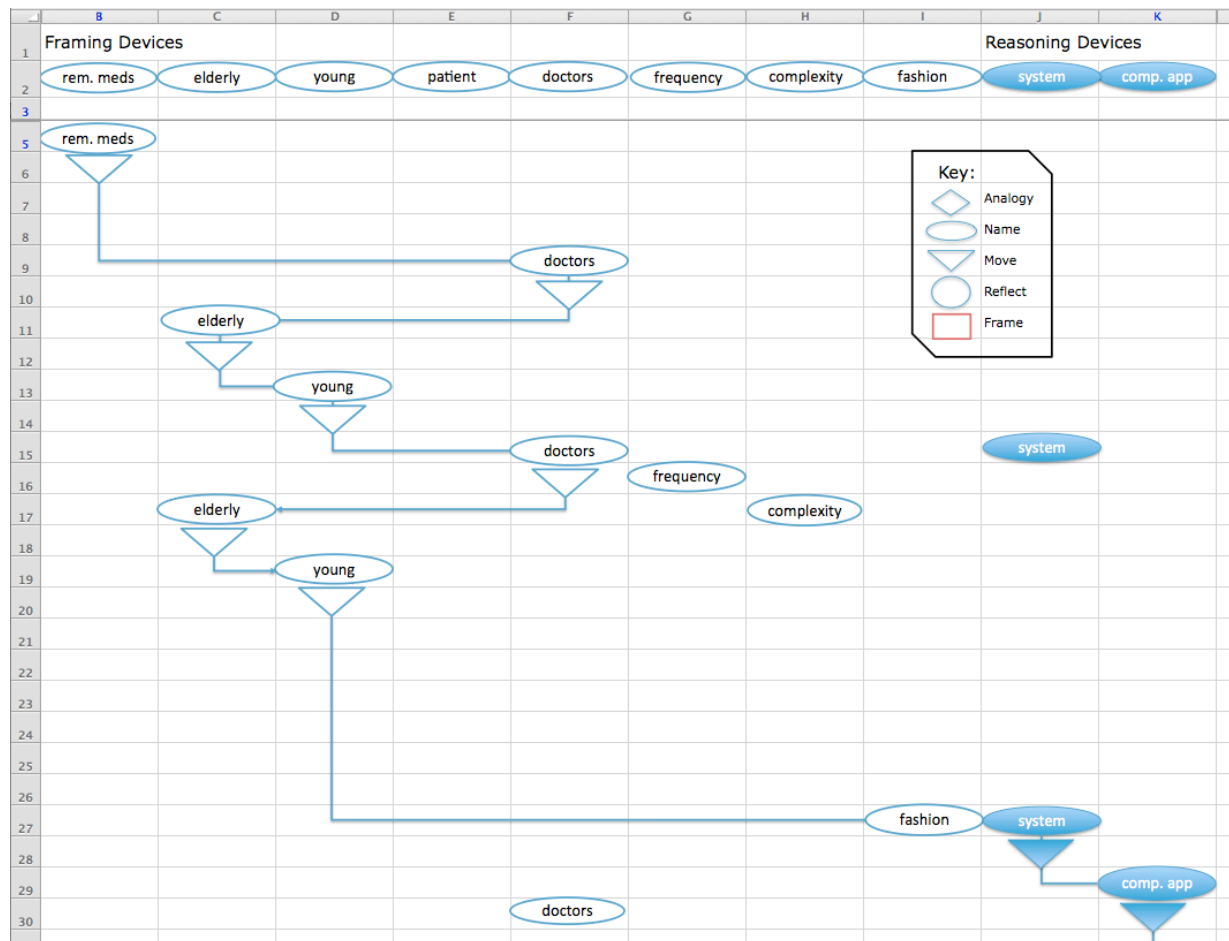 B C D E F G H I J K
1 Framing Devices Reasoning Devices
2 rem. meds elderly young patient doctors frequency complexity fashion system comp. app
3
5 rem. meds
6 Key:
7 Analogy
8 Name
9 doctors Move
10 Reflect
11 elderly Frame
12
13 young
14
15 doctors system
16 frequency
17 elderly complexity
18
19 young
20
21
22
23
24
25
26
27 fashion system
28
29 comp. app
30 doctors